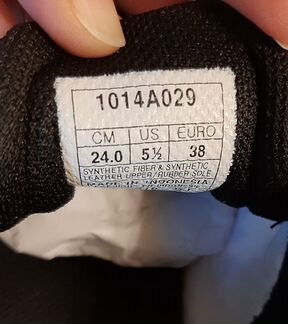 1014A029
CM US EURO
24.0 5½ 38
SYNTHETIC FIBER & SYNTHETIC
LEATHER UPPER/RUBBER SOLE
MADE IN INDONESIA